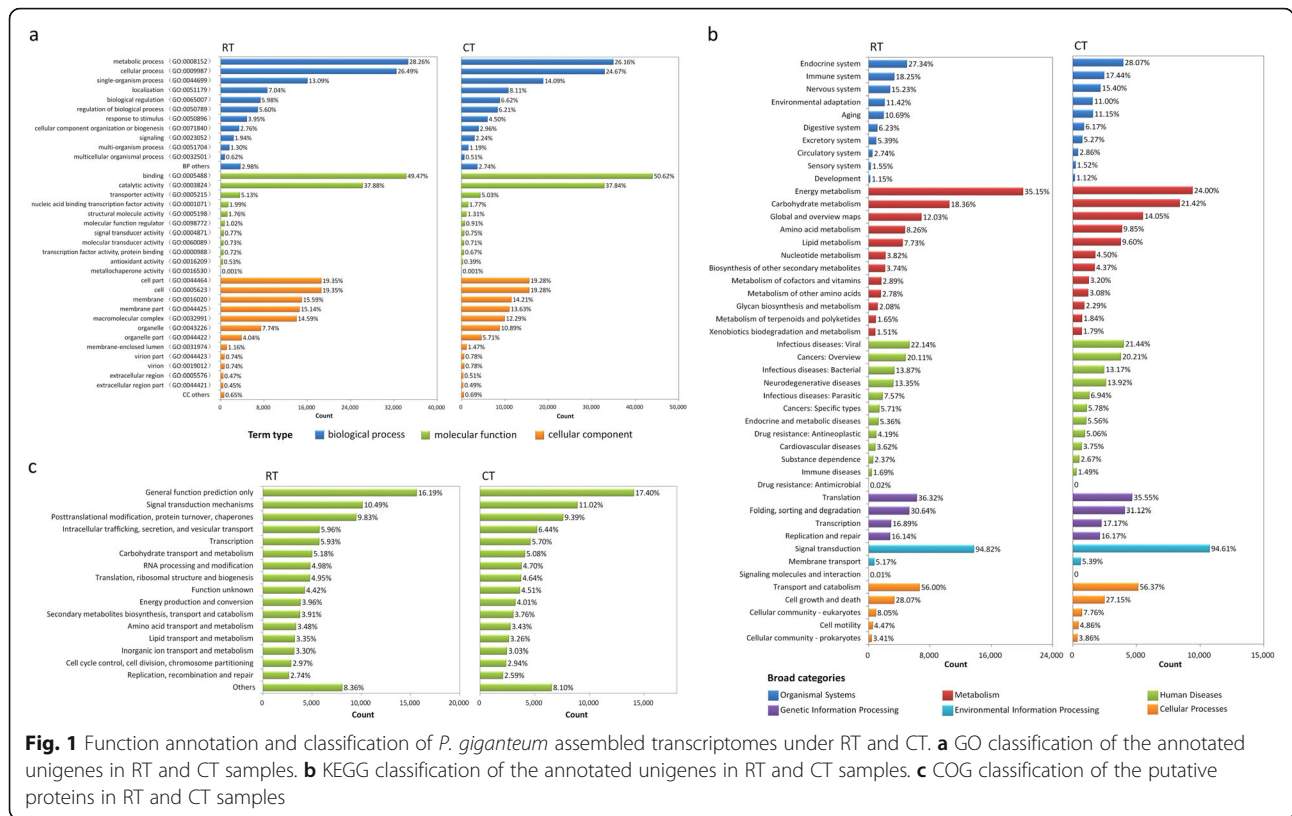 a
RT
CT
metabolic process (GO:0008152) 28.26% 26.16%
cellular process (GO:0009987) 26.49% 24.67%
single-organism process (GO:0044699) 13.09% 14.09%
localization (GO:0051179) 7.04% 8.11%
biological regulation (GO:0065007) 5.98% 6.62%
regulation of biological process (GO:0050789) 5.60% 6.21%
response to stimulus (GO:0050896) 3.95% 4.50%
cellular component organization or biogenesis (GO:0071840) 2.76% 2.96%
signaling (GO:0023052) 1.94% 2.24%
multi-organism process (GO:0051704) 1.30% 1.19%
multicellular organismal process (GO:0032501) 0.62% 0.51%
BP others 2.98% 2.74%
binding (GO:0005488) 49.47% 50.62%
catalytic activity (GO:0003824) 37.88% 37.84%
transporter activity (GO:0005215) 5.13% 5.03%
nucleic acid binding transcription factor activity (GO:0001071) 1.99% 1.77%
structural molecule activity (GO:0005198) 1.76% 1.31%
molecular function regulator (GO:0098772) 1.02% 0.91%
signal transducer activity (GO:0004871) 0.77% 0.75%
molecular transducer activity (GO:0060089) 0.73% 0.71%
transcription factor activity, protein binding (GO:0000988) 0.72% 0.67%
antioxidant activity (GO:0016209) 0.53% 0.39%
metallochaperone activity (GO:0016530) 0.001% 0.001%
cell part (GO:0044464) 19.35% 19.28%
cell (GO:0005623) 19.35% 19.28%
membrane (GO:0016020) 15.59% 14.21%
membrane part (GO:0044425) 15.14% 13.63%
macromolecular complex (GO:0032991) 14.59% 12.29%
organelle (GO:0043226) 7.74% 10.89%
organelle part (GO:0044422) 4.04% 5.71%
membrane-enclosed lumen (GO:0031974) 1.16% 1.47%
virion part (GO:0044423) 0.74% 0.78%
virion (GO:0019012) 0.74% 0.78%
extracellular region (GO:0005576) 0.47% 0.51%
extracellular region part (GO:0044421) 0.45% 0.49%
CC others 0.65% 0.69%
0 8,000 16,000 24,000 32,000 40,000 0 10,000 20,000 30,000 40,000 50,000
Count Count
Term type biological process molecular function cellular component
b
RT
CT
Endocrine system 27.34% 28.07%
Immune system 18.25% 17.44%
Nervous system 15.23% 15.40%
Environmental adaptation 11.42% 11.00%
Aging 10.69% 11.15%
Digestive system 6.23% 6.17%
Excretory system 5.39% 5.27%
Circulatory system 2.74% 2.86%
Sensory system 1.55% 1.52%
Development 1.15% 1.12%
Energy metabolism 35.15% 24.00%
Carbohydrate metabolism 18.36% 21.42%
Global and overview maps 12.03% 14.05%
Amino acid metabolism 8.26% 9.85%
Lipid metabolism 7.73% 9.60%
Nucleotide metabolism 3.82% 4.50%
Biosynthesis of other secondary metabolites 3.74% 4.37%
Metabolism of cofactors and vitamins 2.89% 3.20%
Metabolism of other amino acids 2.78% 3.08%
Glycan biosynthesis and metabolism 2.08% 2.29%
Metabolism of terpenoids and polyketides 1.65% 1.84%
Xenobiotics biodegradation and metabolism 1.51% 1.79%
Infectious diseases: Viral 22.14% 21.44%
Cancers: Overview 20.11% 20.21%
Infectious diseases: Bacterial 13.87% 13.17%
Neurodegenerative diseases 13.35% 13.92%
Infectious diseases: Parasitic 7.57% 6.94%
Cancers: Specific types 5.71% 5.78%
Endocrine and metabolic diseases 5.36% 5.56%
Drug resistance: Antineoplastic 4.19% 5.06%
Cardiovascular diseases 3.62% 3.75%
Substance dependence 2.37% 2.67%
Immune diseases 1.69% 1.49%
Drug resistance: Antimicrobial 0.02% 0
Translation 36.32% 35.55%
Folding, sorting and degradation 30.64% 31.12%
Transcription 16.89% 17.17%
Replication and repair 16.14% 16.17%
Signal transduction 94.82% 94.61%
Membrane transport 5.17% 5.39%
Signaling molecules and interaction 0.01% 0
Transport and catabolism 56.00% 56.37%
Cell growth and death 28.07% 27.15%
Cellular community - eukaryotes 8.05% 7.76%
Cell motility 4.47% 4.86%
Cellular community - prokaryotes 3.41% 3.86%
0 8,000 16,000 24,000 0 5,000 10,000 15,000
Count Count
Broad categories
Organismal Systems Metabolism Human Diseases
Genetic Information Processing Environmental Information Processing Cellular Processes
c
RT
CT
General function prediction only 16.19% 17.40%
Signal transduction mechanisms 10.49% 11.02%
Posttranslational modification, protein turnover, chaperones 9.83% 9.39%
Intracellular trafficking, secretion, and vesicular transport 5.96% 6.44%
Transcription 5.93% 5.70%
Carbohydrate transport and metabolism 5.18% 5.08%
RNA processing and modification 4.98% 4.70%
Translation, ribosomal structure and biogenesis 4.95% 4.64%
Function unknown 4.42% 4.51%
Energy production and conversion 3.96% 4.01%
Secondary metabolites biosynthesis, transport and catabolism 3.91% 3.76%
Amino acid transport and metabolism 3.48% 3.43%
Lipid transport and metabolism 3.35% 3.26%
Inorganic ion transport and metabolism 3.30% 3.03%
Cell cycle control, cell division, chromosome partitioning 2.97% 2.94%
Replication, recombination and repair 2.74% 2.59%
Others 8.36% 8.10%
0 5,000 10,000 15,000 20,000 0 5,000 10,000 15,000
Count Count
Fig. 1 Function annotation and classification of P. giganteum assembled transcriptomes under RT and CT. a GO classification of the annotated
unigenes in RT and CT samples. b KEGG classification of the annotated unigenes in RT and CT samples. c COG classification of the putative
proteins in RT and CT samples